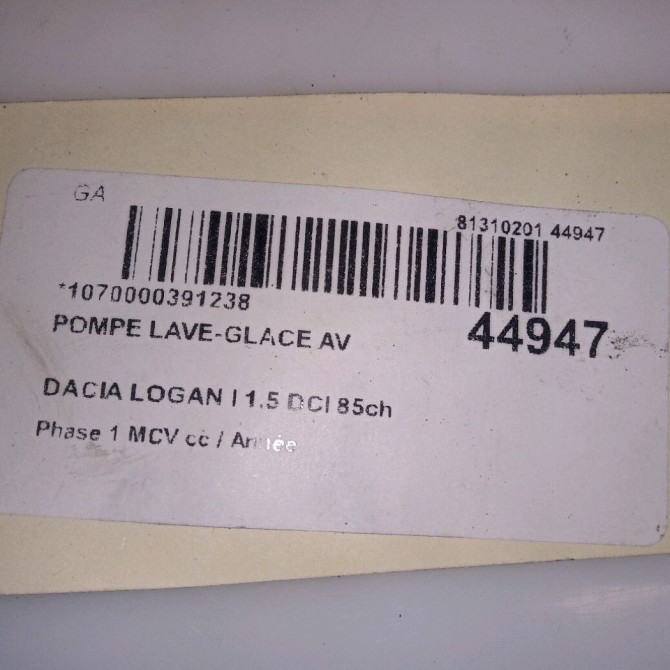 GA
81310201 44947
*1070000391238
44947
POMPE LAVE-GLACE AV
DACIA LOGAN I 1.5 DCI 85ch
Phase 1 MCV cc / Année